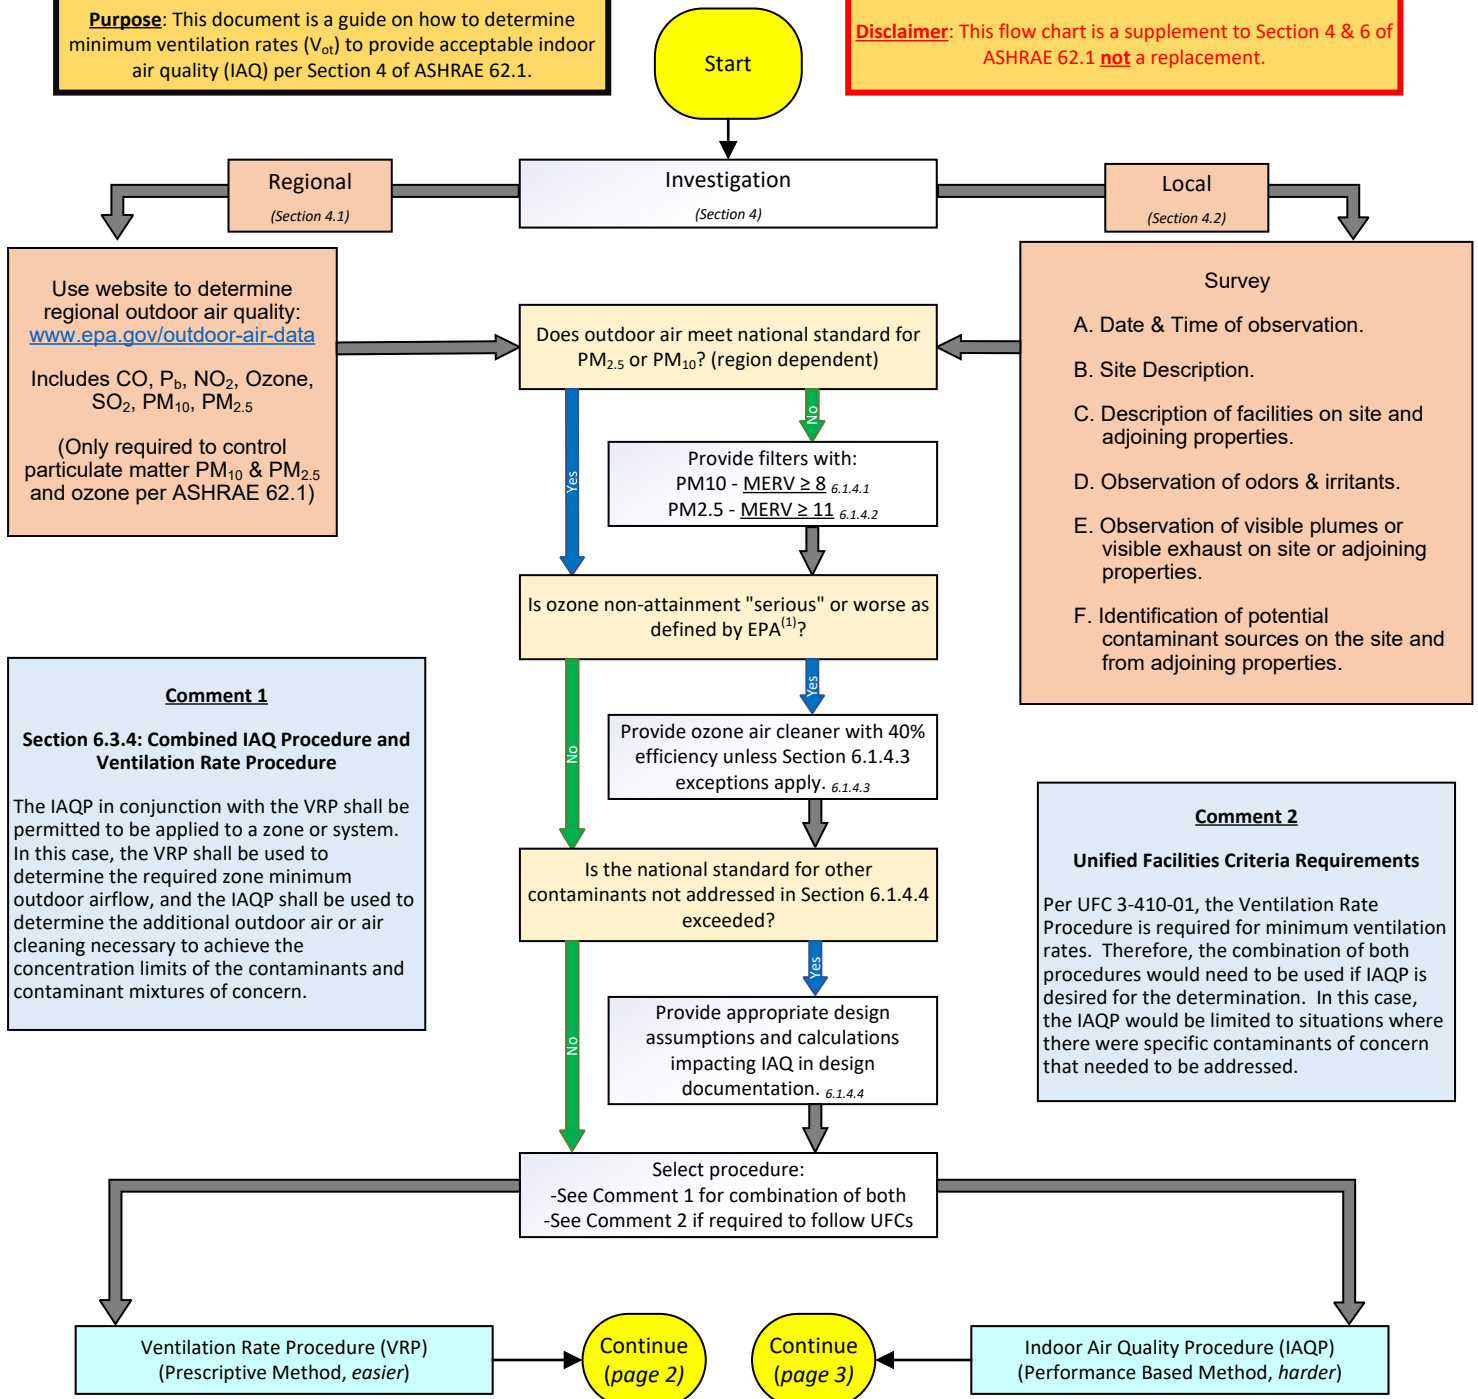 Purpose: This document is a guide on how to determine
minimum ventilation rates (Vot) to provide acceptable indoor
air quality (IAQ) per Section 4 of ASHRAE 62.1.
Start
Disclaimer: This flow chart is a supplement to Section 4 & 6 of
ASHRAE 62.1 not a replacement.
Regional
(Section 4.1)
Investigation
(Section 4)
Local
(Section 4.2)
Use website to determine
regional outdoor air quality:
www.epa.gov/outdoor-air-data
Includes CO, Pb, NO2, Ozone,
SO2, PM10, PM2.5
(Only required to control
particulate matter PM10 & PM2.5
and ozone per ASHRAE 62.1)
Does outdoor air meet national standard for
PM2.5 or PM10? (region dependent)
Survey
A. Date & Time of observation.
B. Site Description.
C. Description of facilities on site and
adjoining properties.
D. Observation of odors & irritants.
E. Observation of visible plumes or
visible exhaust on site or adjoining
properties.
F. Identification of potential
contaminant sources on the site and
from adjoining properties.
Yes
No
Provide filters with:
PM10 - MERV ≥ 8 6.1.4.1
PM2.5 - MERV ≥ 11 6.1.4.2
Is ozone non-attainment "serious" or worse as
defined by EPA(1)?
No
Yes
Provide ozone air cleaner with 40%
efficiency unless Section 6.1.4.3
exceptions apply. 6.1.4.3
Comment 1
Section 6.3.4: Combined IAQ Procedure and
Ventilation Rate Procedure
The IAQP in conjunction with the VRP shall be
permitted to be applied to a zone or system.
In this case, the VRP shall be used to
determine the required zone minimum
outdoor airflow, and the IAQP shall be used to
determine the additional outdoor air or air
cleaning necessary to achieve the
concentration limits of the contaminants and
contaminant mixtures of concern.
Is the national standard for other
contaminants not addressed in Section 6.1.4.4
exceeded?
Comment 2
Unified Facilities Criteria Requirements
Per UFC 3-410-01, the Ventilation Rate
Procedure is required for minimum ventilation
rates. Therefore, the combination of both
procedures would need to be used if IAQP is
desired for the determination. In this case,
the IAQP would be limited to situations where
there were specific contaminants of concern
that needed to be addressed.
No
Yes
Provide appropriate design
assumptions and calculations
impacting IAQ in design
documentation. 6.1.4.4
Select procedure:
-See Comment 1 for combination of both
-See Comment 2 if required to follow UFCs
Ventilation Rate Procedure (VRP)
(Prescriptive Method, easier)
Continue
(page 2)
Continue
(page 3)
Indoor Air Quality Procedure (IAQP)
(Performance Based Method, harder)